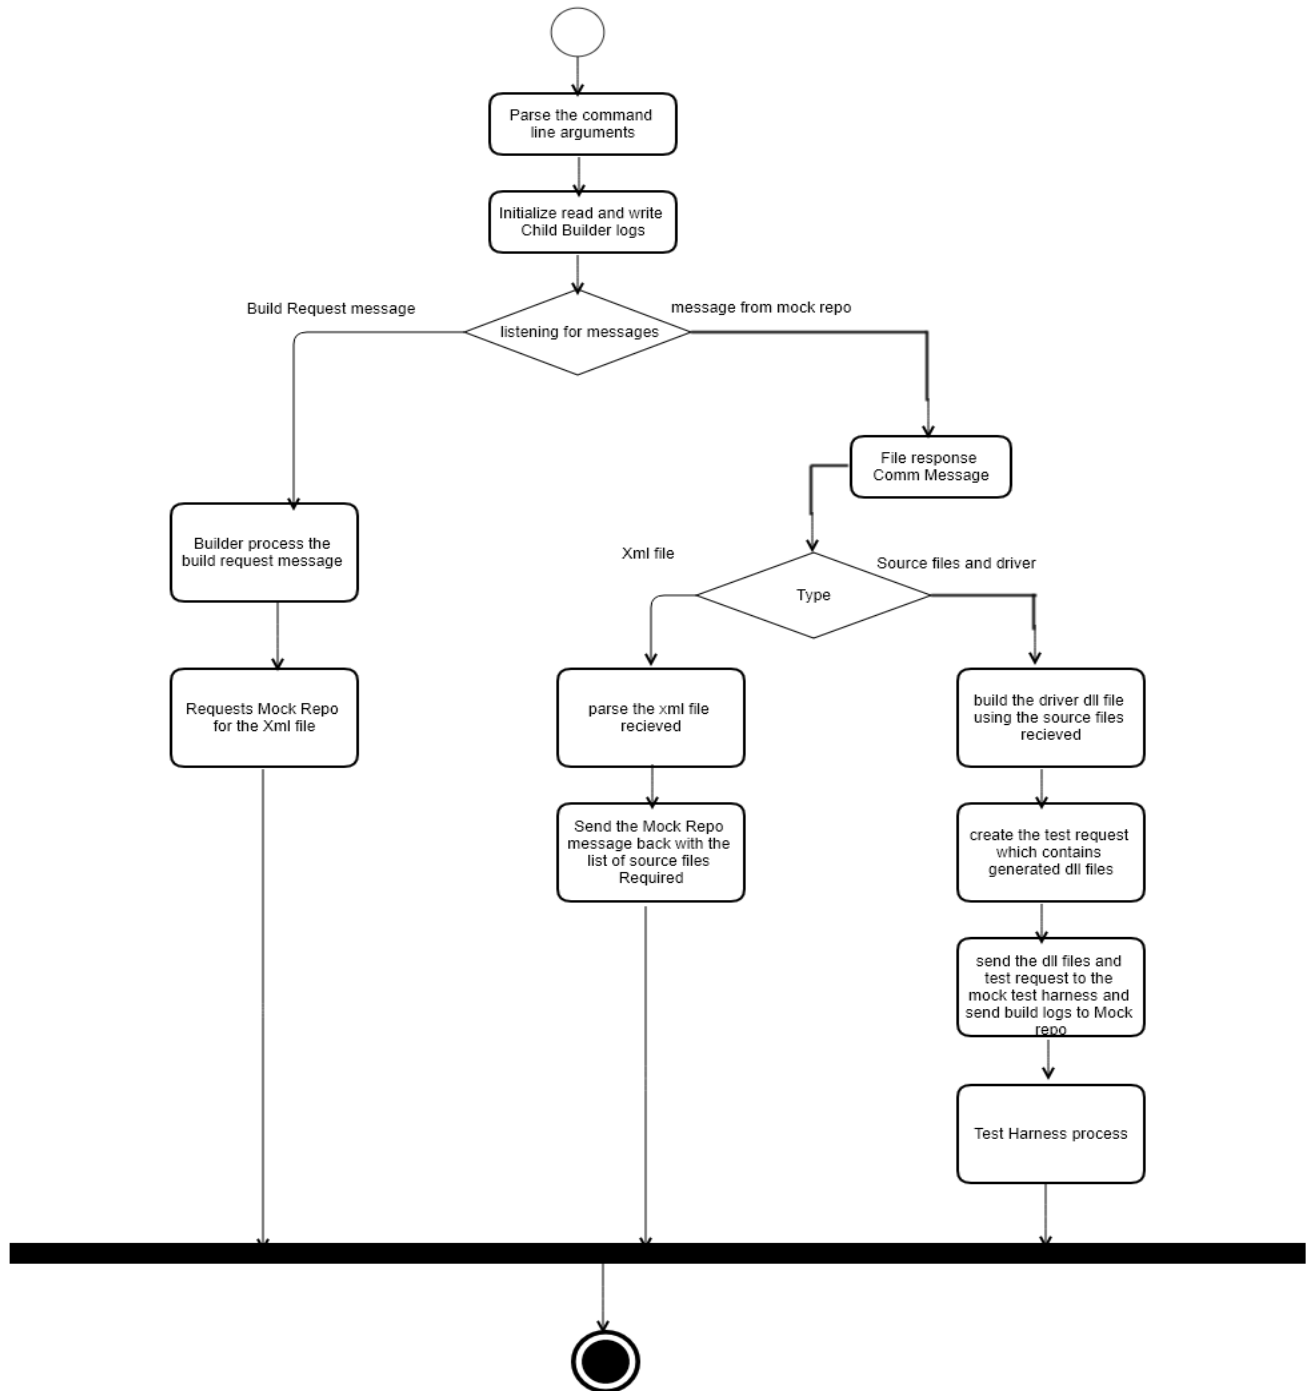 Parse the command
line arguments
Initialize read and write
Child Builder logs
Build Request message
message from mock repo
listening for messages
File response
Comm Message
Builder process the
build request message
Xml file
Source files and driver
Type
Requests Mock Repo
for the Xml file
parse the xml file
recieved
build the driver dll file
using the source files
recieved
Send the Mock Repo
message back with the
list of source files
Required
create the test request
which contains
generated dll files
send the dll files and
test request to the
mock test harness and
send build logs to Mock
repo
Test Harness process